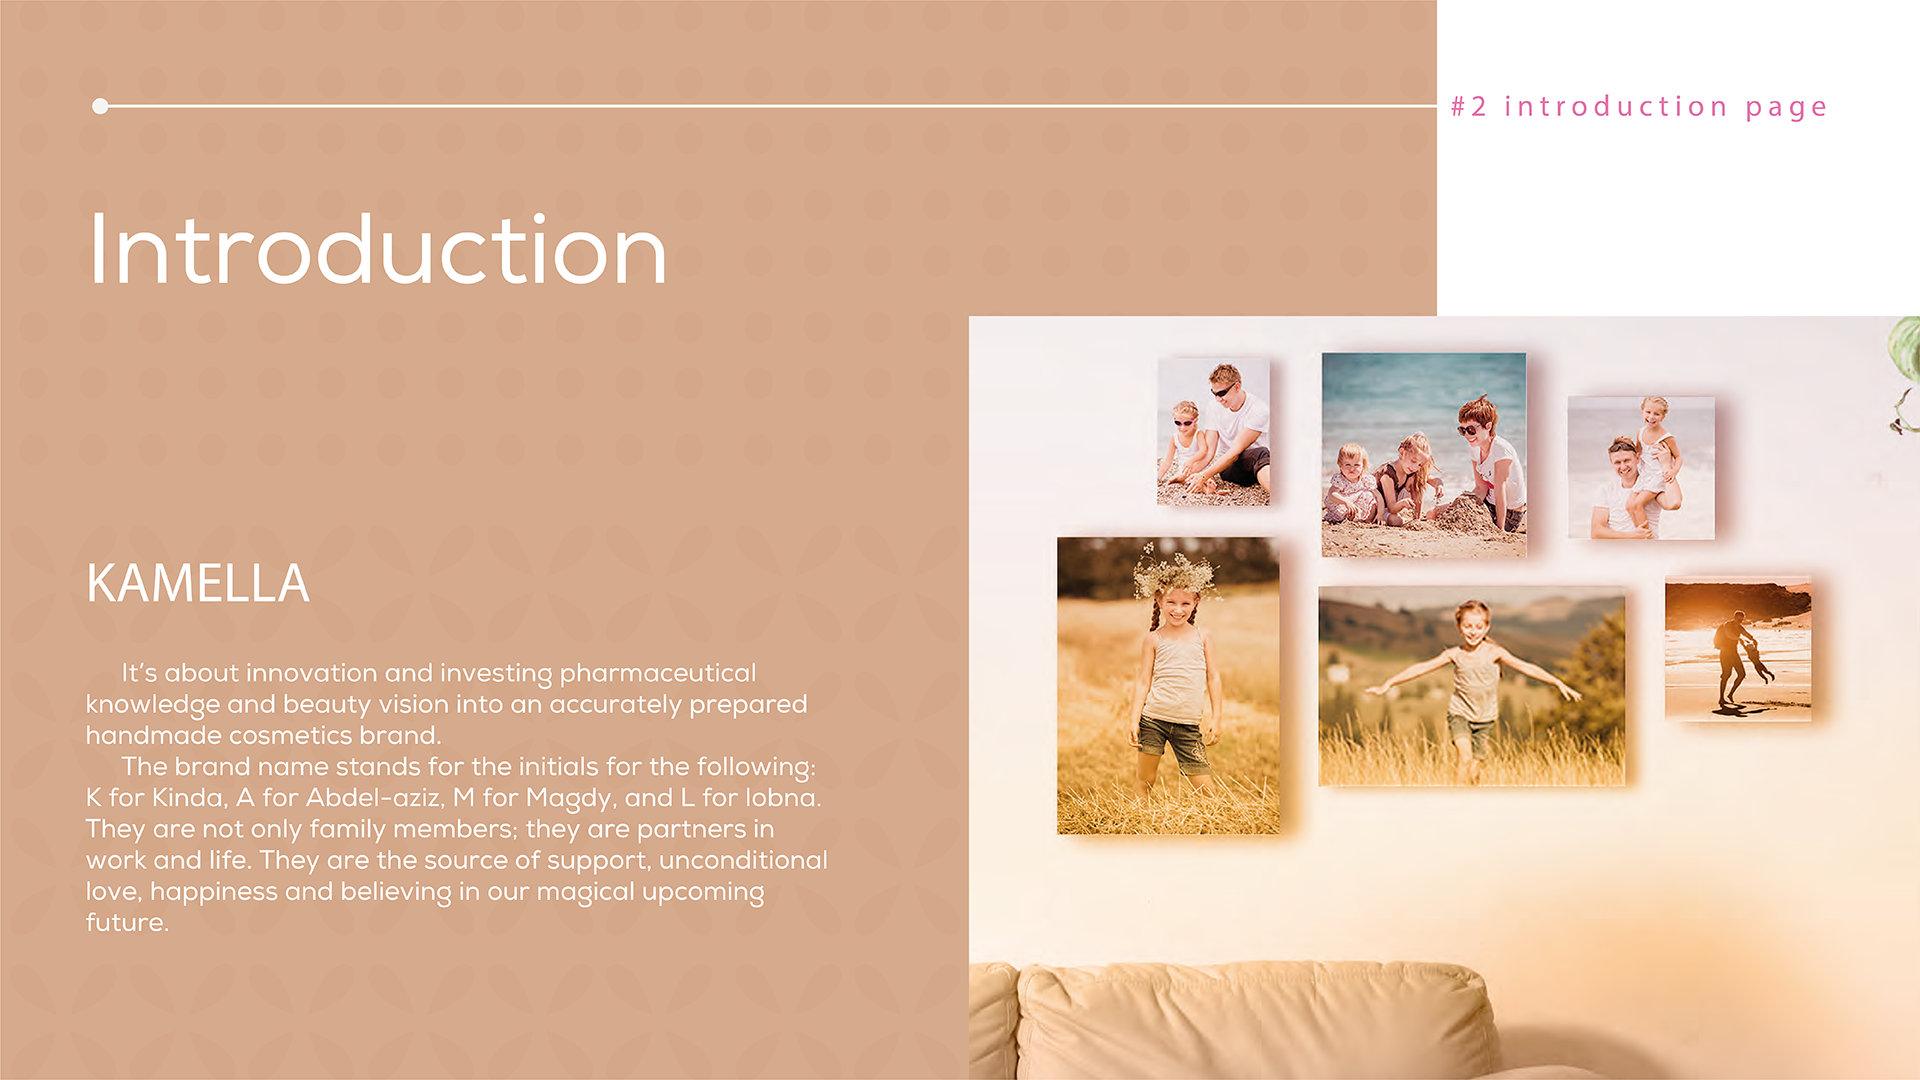 #2 introduction page
Introduction
KAMELLA
It’s about innovation and investing pharmaceutical
knowledge and beauty vision into an accurately prepared
handmade cosmetics brand.
The brand name stands for the initials for the following:
K for Kinda, A for Abdel-aziz, M for Magdy, and L for lobna.
They are not only family members; they are partners in
work and life. They are the source of support, unconditional
love, happiness and believing in our magical upcoming
future.